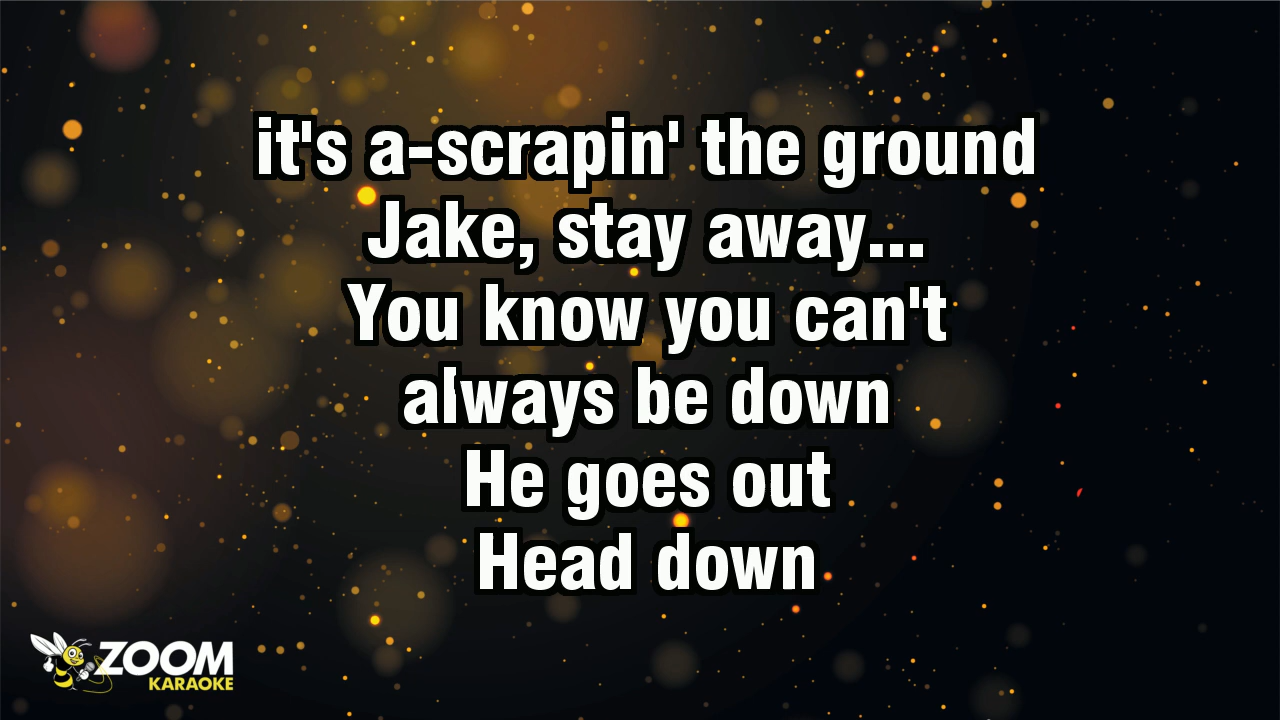 it's a-scrapin' the ground
Jake, stay away...
You know you can't
always be down
He goes out
Head down
ZOOM
KARAOKE